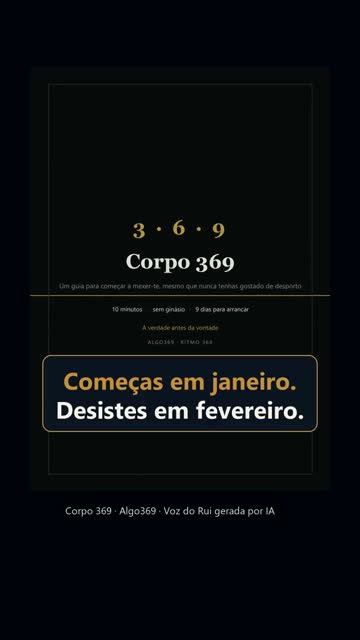 3 · 6 · 9
Corpo 369
Um guia para começar a mexer-te, mesmo que nunca tenhas gostado de desporto
10 minutos · sem ginásio · 9 dias para arrancar
A verdade antes da vontade
ALGO369 · RITMO 369
Começas em janeiro.
Desistes em fevereiro.
Corpo 369 · Algo369 · Voz do Rui gerada por IA